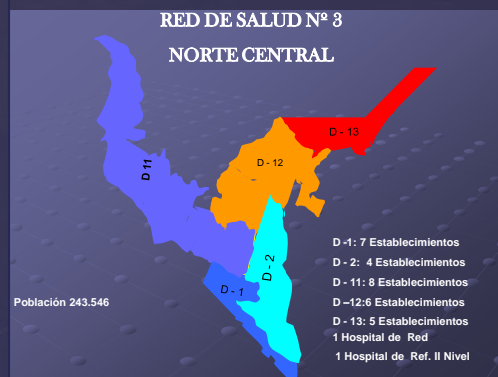 RED DE SALUD Nº 3
NORTE CENTRAL
D - 13
D - 12
D 11
D - 2
D - 1
D -1: 7 Establecimientos
D - 2: 4 Establecimientos
D - 11: 8 Establecimientos
D –12:6 Establecimientos
D - 13: 5 Establecimientos
1 Hospital de Red
1 Hospital de Ref. II Nivel
Población 243.546